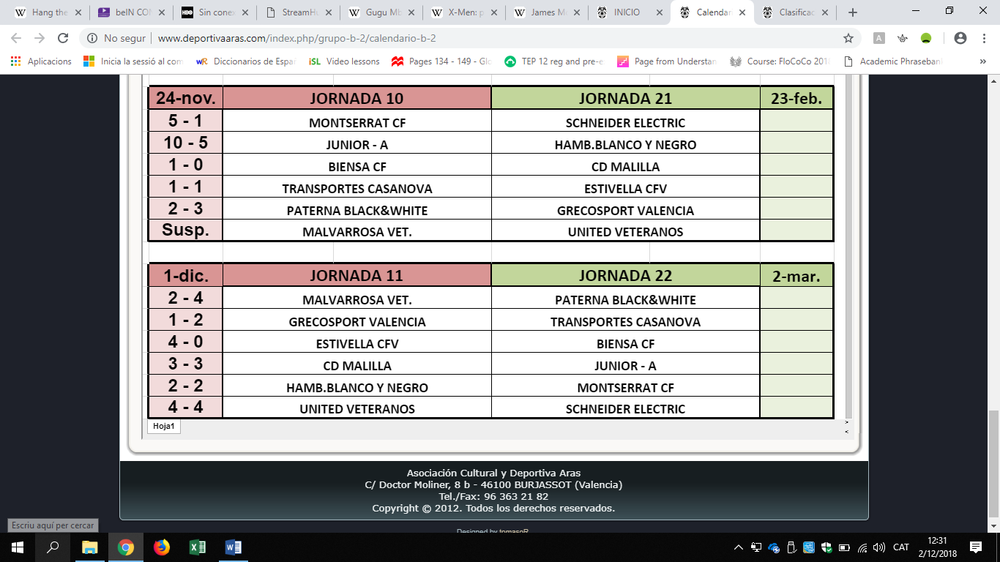 Hang the
beIN CON
Sin conex
StreamHu
Gugu Mb
X-Men: p
James M
INICIO
Calendari
Clasificac
No segur | www.deportivaaras.com/index.php/grupo-b-2/calendario-b-2
Aplicacions Inicia la sessió al com Diccionarios de Espa Video lessons Pages 134 - 149 - Glo TEP 12 reg and pre-e Page from Understan Course: FloCoCo 201 Academic Phraseban »
24-nov. JORNADA 10 JORNADA 21 23-feb.
5 - 1 MONTSERRAT CF SCHNEIDER ELECTRIC
10 - 5 JUNIOR - A HAMB.BLANCO Y NEGRO
1 - 0 BIENSA CF CD MALILLA
1 - 1 TRANSPORTES CASANOVA ESTIVELLA CFV
2 - 3 PATERNA BLACK&WHITE GRECOSPORT VALENCIA
Susp. MALVARROSA VET. UNITED VETERANOS
1-dic. JORNADA 11 JORNADA 22 2-mar.
2 - 4 MALVARROSA VET. PATERNA BLACK&WHITE
1 - 2 GRECOSPORT VALENCIA TRANSPORTES CASANOVA
4 - 0 ESTIVELLA CFV BIENSA CF
3 - 3 CD MALILLA JUNIOR - A
2 - 2 HAMB.BLANCO Y NEGRO MONTSERRAT CF
4 - 4 UNITED VETERANOS SCHNEIDER ELECTRIC
Hoja1
Asociación Cultural y Deportiva Aras
C/ Doctor Moliner, 8 b - 46100 BURJASSOT (Valencia)
Tel./Fax: 96 363 21 82
Copyright © 2012. Todos los derechos reservados.
Designed by tomasoR
Escriu aquí per cercar
CAT
12:31
2/12/2018